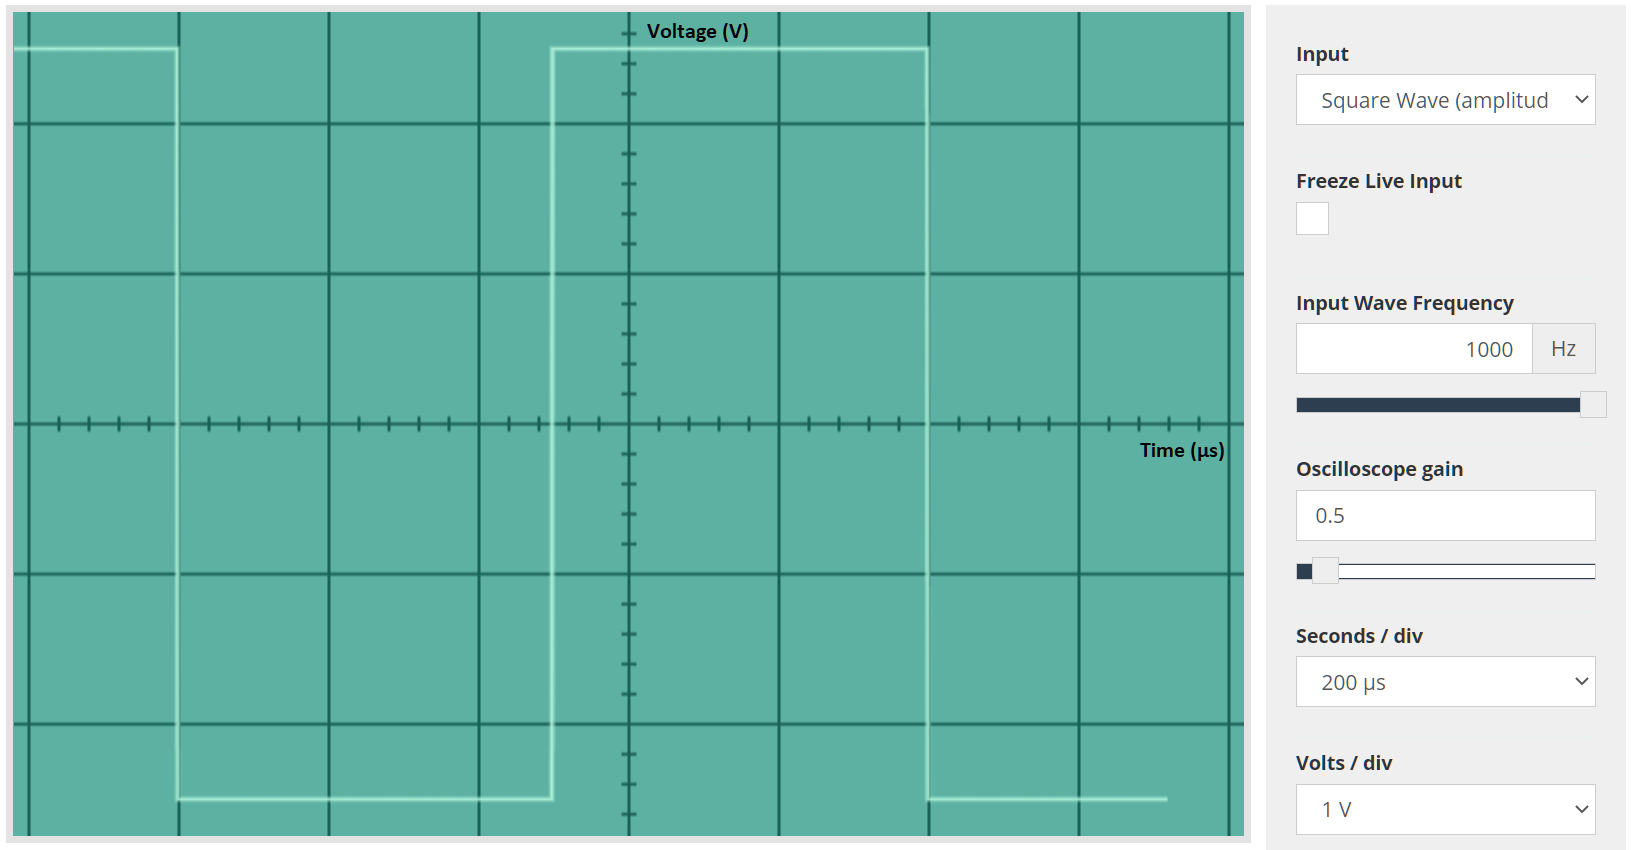 Voltage (V)
Time (µs)
Input
Square Wave (amplitud
Freeze Live Input
Input Wave Frequency
1000 Hz
Oscilloscope gain
0.5
Seconds / div
200 µs
Volts / div
1 V